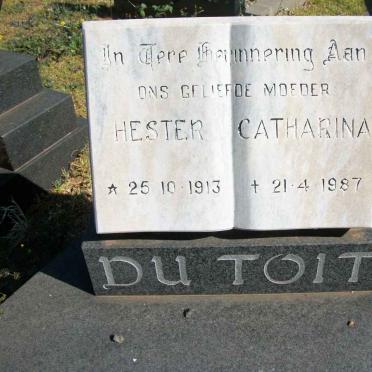 In Tere Herinnering Aan
ONS GELIEFDE MOEDER
HESTER CATHARINA
* 25·10·1913 + 21·4·1987
DU TOIT